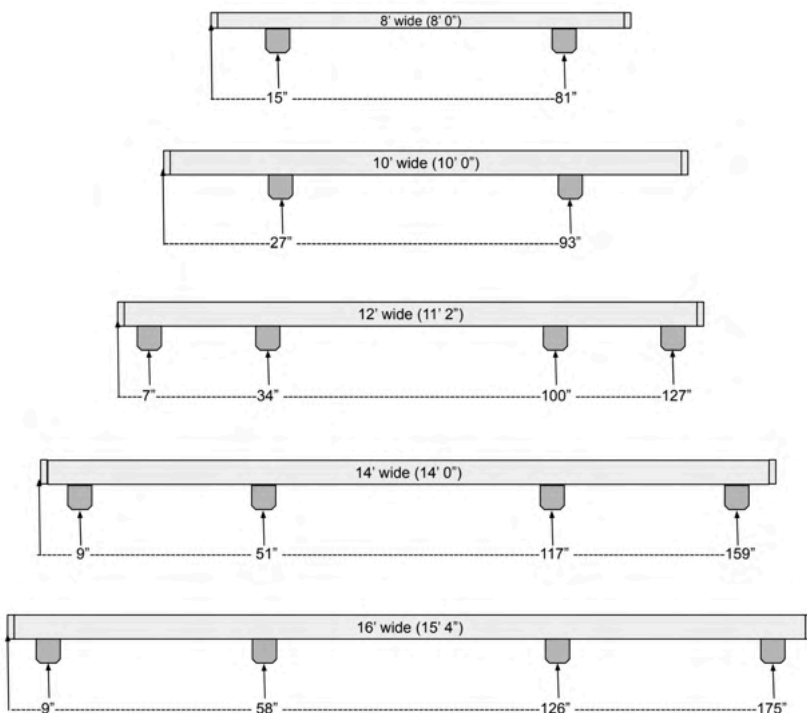 8' wide (8' 0")
15" 81"
10' wide (10' 0")
27" 93"
12' wide (11' 2")
7" 34" 100" 127"
14' wide (14' 0")
9" 51" 117" 159"
16' wide (15' 4")
9" 58" 126" 175"